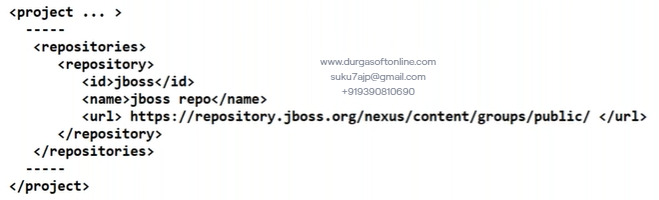 <project ... >
-----
<repositories>
<repository>
<id>jboss</id>
<name>jboss repo</name>
<url> https://repository.jboss.org/nexus/content/groups/public/ </url>
</repository>
</repositories>
-----
</project>
www.durgasoftonline.com
suku7ajp@gmail.com
+919390810690